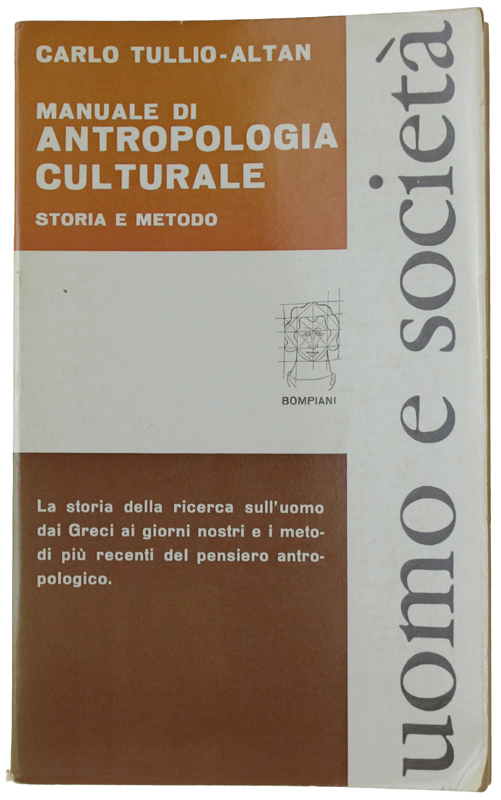 CARLO TULLIO-ALTAN
MANUALE DI
ANTROPOLOGIA
CULTURALE
STORIA E METODO
BOMPIANI
La storia della ricerca sull'uomo
dai Greci ai giorni nostri e i meto-
di più recenti del pensiero antro-
pologico.
uomo e società